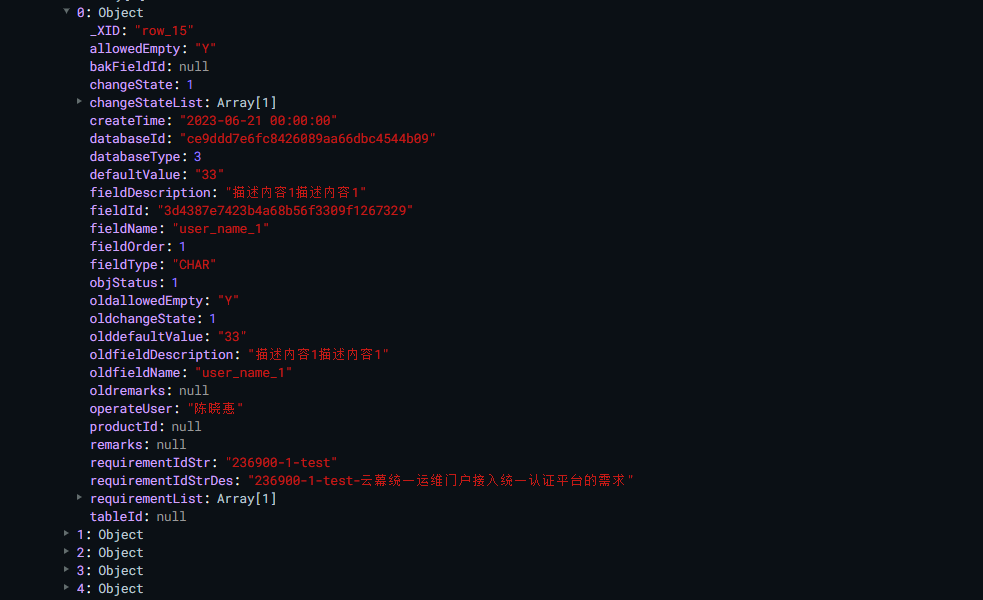 0: Object
_XID: "row_15"
allowedEmpty: "Y"
bakFieldId: null
changeState: 1
changeStateList: Array[1]
createTime: "2023-06-21 00:00:00"
databaseId: "ce9ddd7e6fc8426089aa66dbc4544b09"
databaseType: 3
defaultValue: "33"
fieldDescription: "描述内容1描述内容1"
fieldId: "3d4387e7423b4a68b56f3309f1267329"
fieldName: "user_name_1"
fieldOrder: 1
fieldType: "CHAR"
objStatus: 1
oldallowedEmpty: "Y"
oldchangeState: 1
olddefaultValue: "33"
oldfieldDescription: "描述内容1描述内容1"
oldfieldName: "user_name_1"
oldremarks: null
operateUser: "陈晓惠"
productId: null
remarks: null
requirementIdStr: "236900-1-test"
requirementIdStrDes: "236900-1-test-云幕统一运维门户接入统一认证平台的需求"
requirementList: Array[1]
tableId: null
1: Object
2: Object
3: Object
4: Object